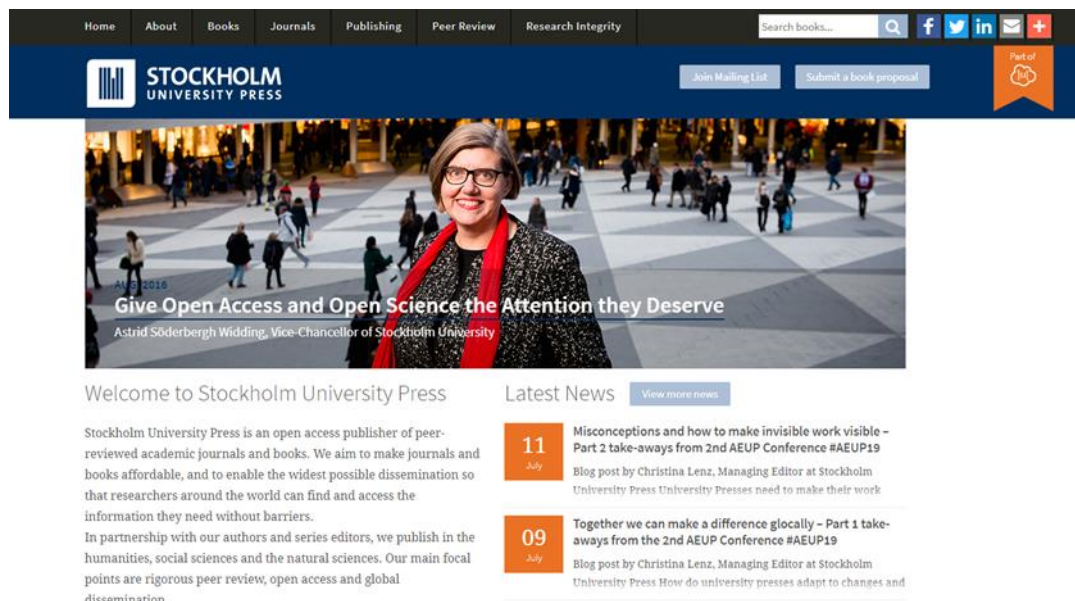 Home About Books Journals Publishing Peer Review Research Integrity Search books...
Part of
STOCKHOLM
UNIVERSITY PRESS
Join Mailing List Submit a book proposal
AUG 2016
Give Open Access and Open Science the Attention they Deserve
Astrid Söderbergh Widding, Vice-Chancellor of Stockholm University
Welcome to Stockholm University Press
Stockholm University Press is an open access publisher of peer-
reviewed academic journals and books. We aim to make journals and
books affordable, and to enable the widest possible dissemination so
that researchers around the world can find and access the
information they need without barriers.
In partnership with our authors and series editors, we publish in the
humanities, social sciences and the natural sciences. Our main focal
points are rigorous peer review, open access and global
dissemination
Latest News View more news
11
July
Misconceptions and how to make invisible work visible –
Part 2 take-aways from 2nd AEUP Conference #AEUP19
Blog post by Christina Lenz, Managing Editor at Stockholm
University Press University Presses need to make their work
09
July
Together we can make a difference glocally – Part 1 take-
aways from the 2nd AEUP Conference #AEUP19
Blog post by Christina Lenz, Managing Editor at Stockholm
University Press How do university presses adapt to changes and